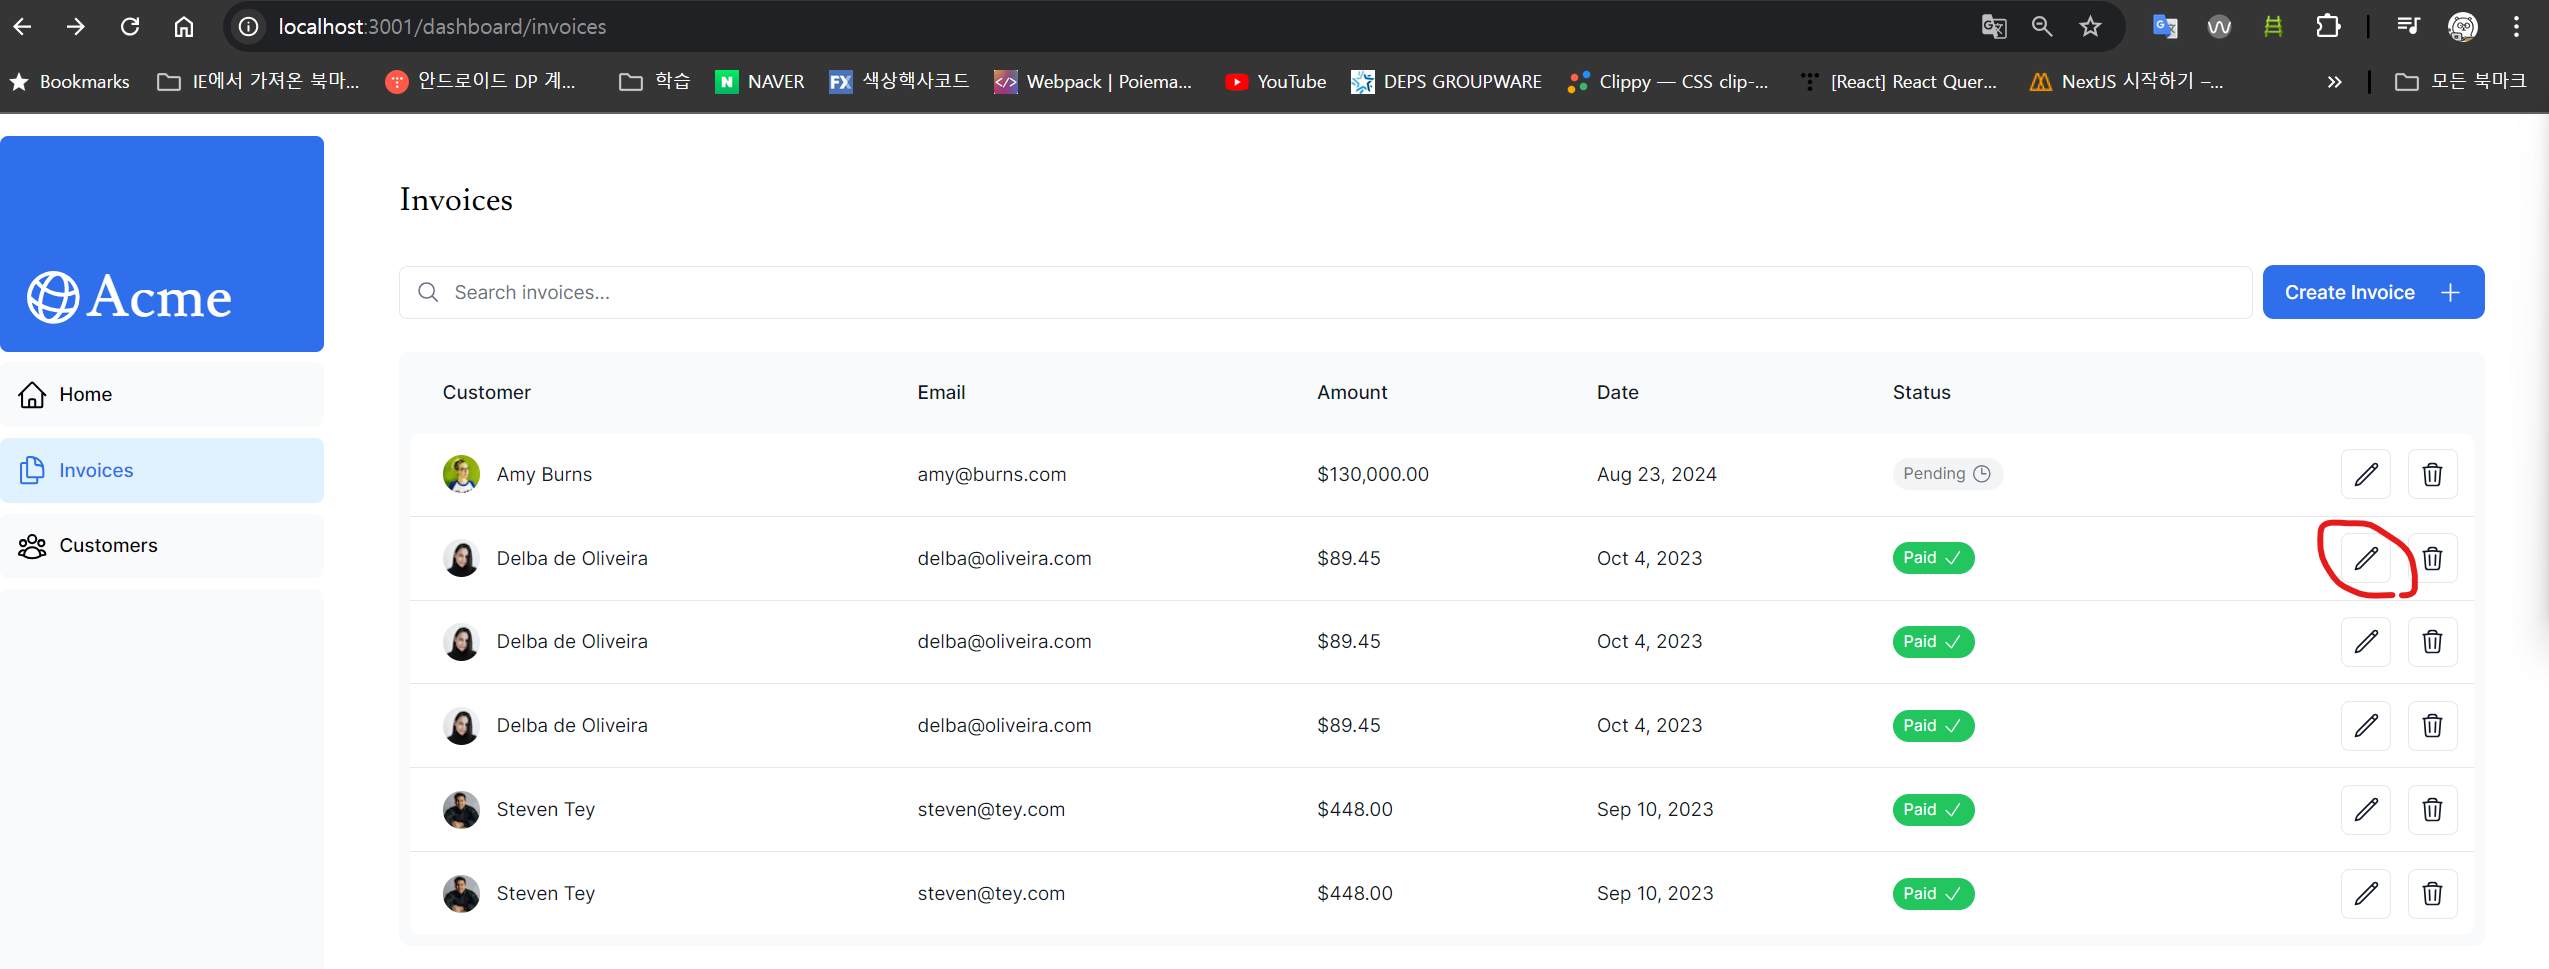 localhost:3001/dashboard/invoices
Bookmarks IE에서 가져온 북마... 안드로이드 DP 계... 학습 NAVER FX 색상핵사코드 Webpack | Poiema... YouTube DEPS GROUPWARE Clippy — CSS clip-... [React] React Quer... NextJS 시작하기 –... 모든 북마크
Acme
Home
Invoices
Customers
Invoices
Search invoices...
Create Invoice
Customer Email Amount Date Status
Amy Burns amy@burns.com $130,000.00 Aug 23, 2024 Pending
Delba de Oliveira delba@oliveira.com $89.45 Oct 4, 2023 Paid
Delba de Oliveira delba@oliveira.com $89.45 Oct 4, 2023 Paid
Delba de Oliveira delba@oliveira.com $89.45 Oct 4, 2023 Paid
Steven Tey steven@tey.com $448.00 Sep 10, 2023 Paid
Steven Tey steven@tey.com $448.00 Sep 10, 2023 Paid